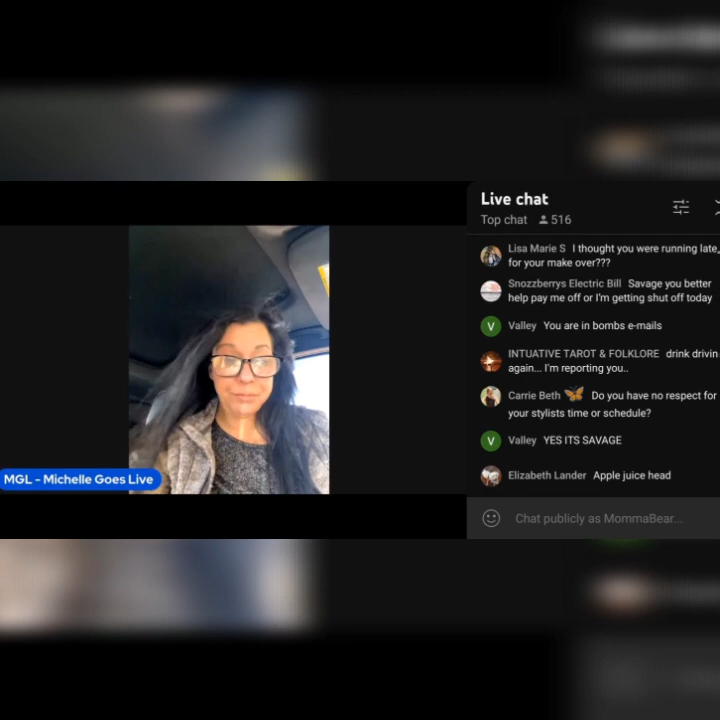 Live chat
Top chat 516
Lisa Marie S I thought you were running late,
for your make over???
Snozzberrys Electric Bill Savage you better
help pay me off or I'm getting shut off today
V Valley You are in bombs e-mails
INTUATIVE TAROT & FOLKLORE drink drivin
again... I'm reporting you..
Carrie Beth Do you have no respect for
your stylists time or schedule?
V Valley YES ITS SAVAGE
Elizabeth Lander Apple juice head
MGL - Michelle Goes Live
Chat publicly as MommaBear...